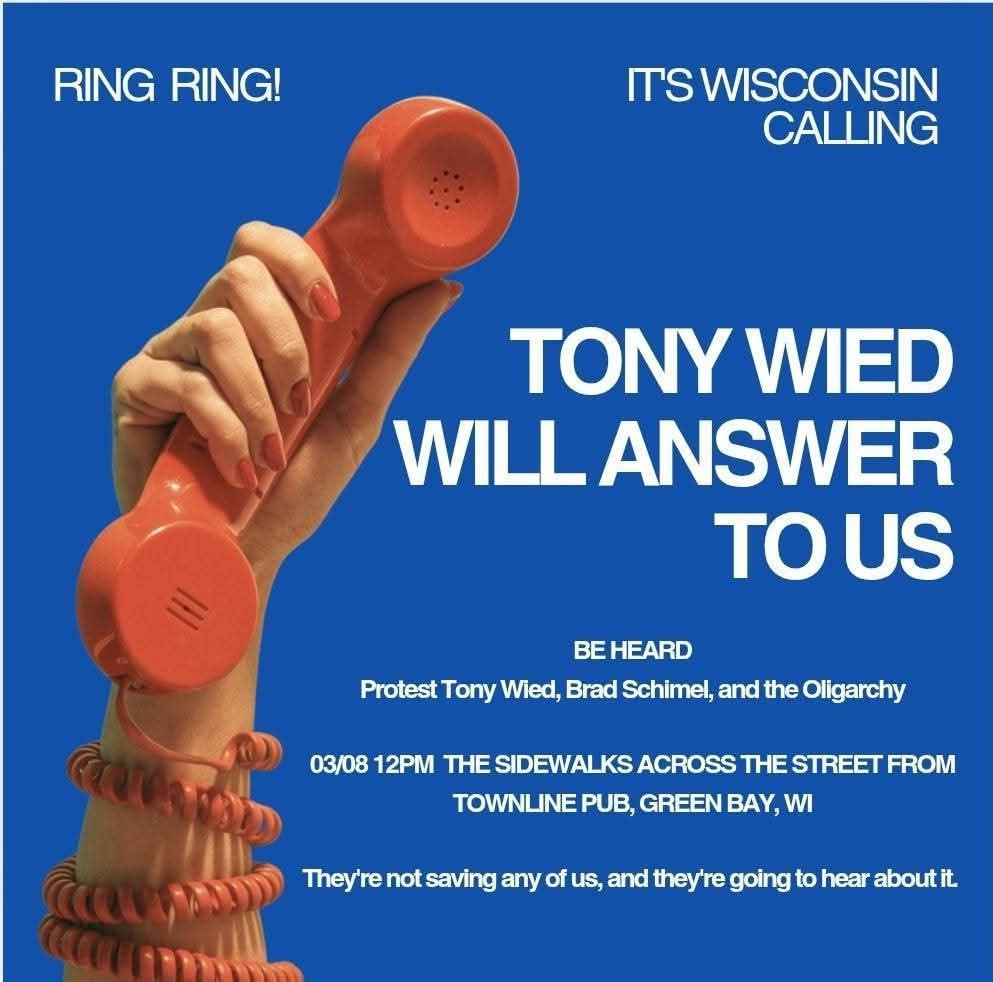 RING RING!
IT'S WISCONSIN
CALLING
TONY WIED
WILL ANSWER
TO US
BE HEARD
Protest Tony Wied, Brad Schimel, and the Oligarchy
03/08 12PM THE SIDEWALKS ACROSS THE STREET FROM
TOWNLINE PUB, GREEN BAY, WI
They're not saving any of us, and they're going to hear about it.